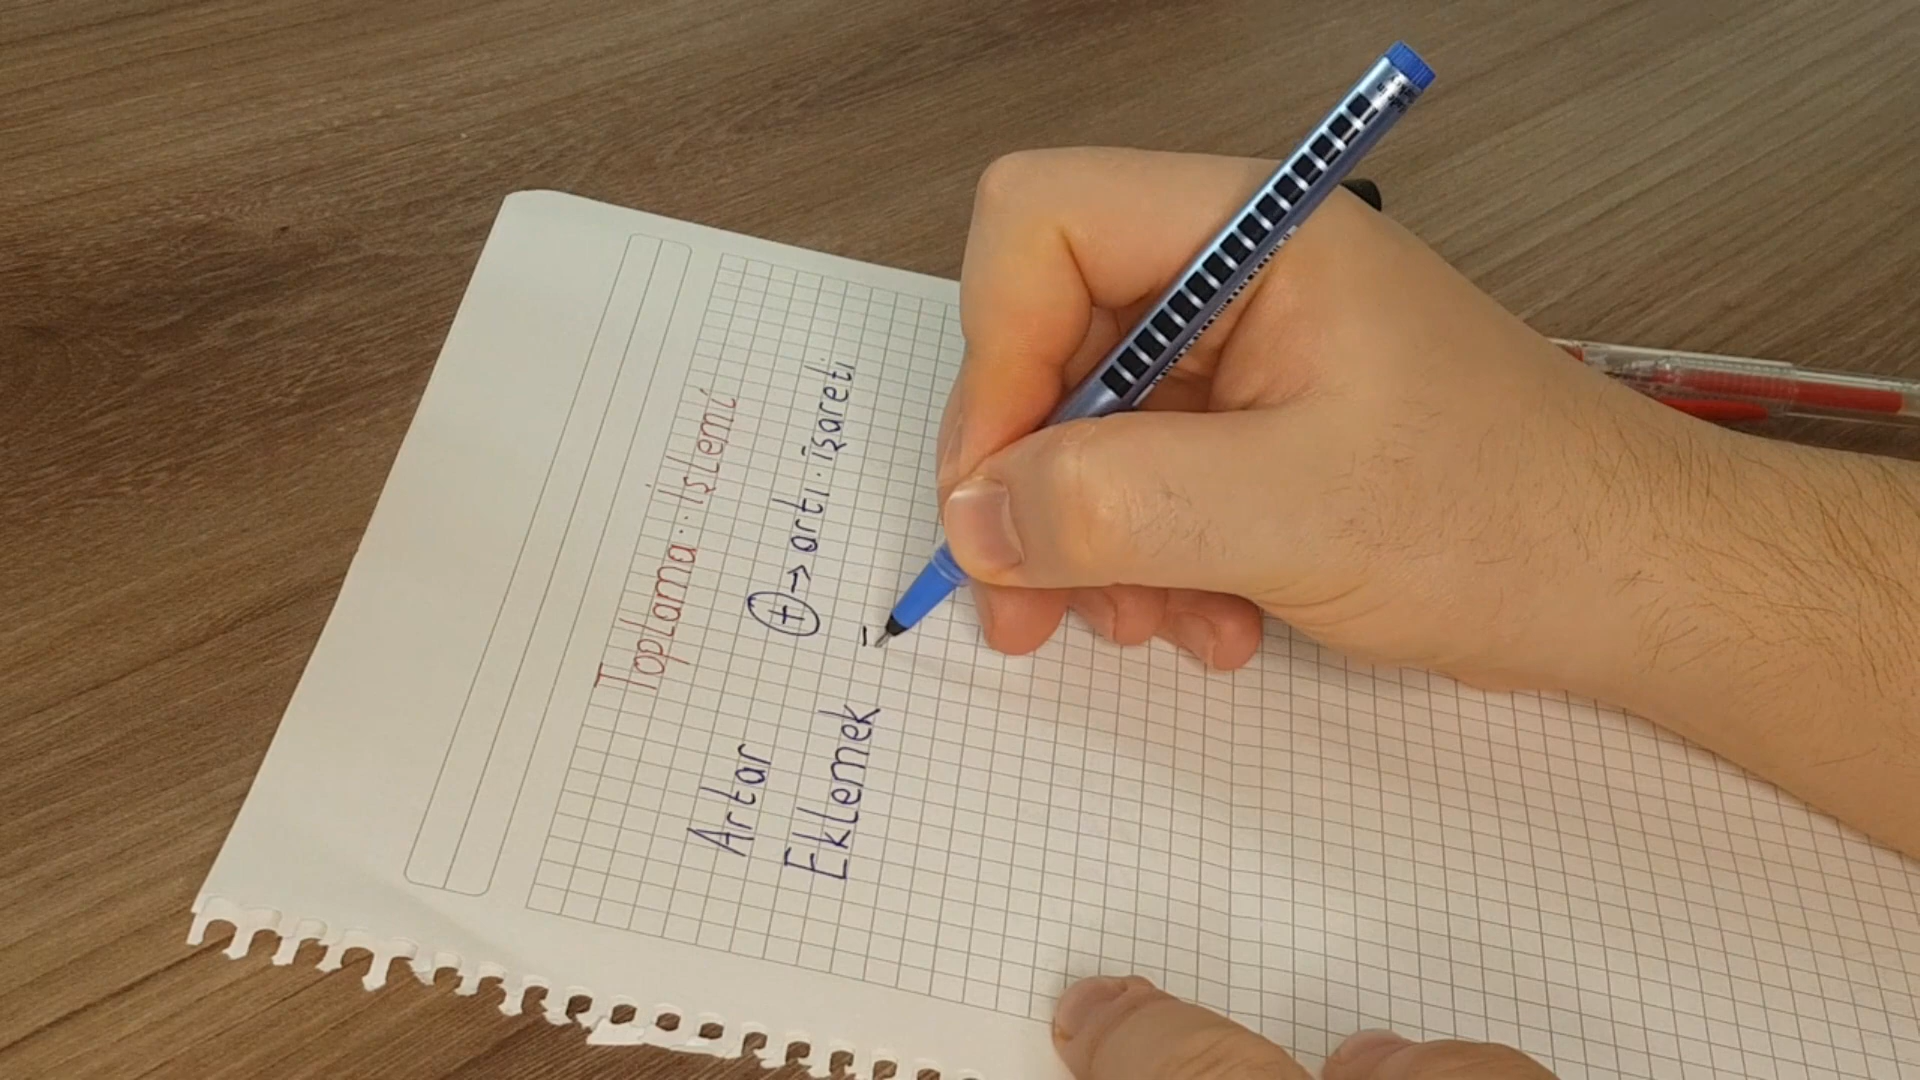 Toplama İşlemi
Artar (+) → artı işareti
Eklemek